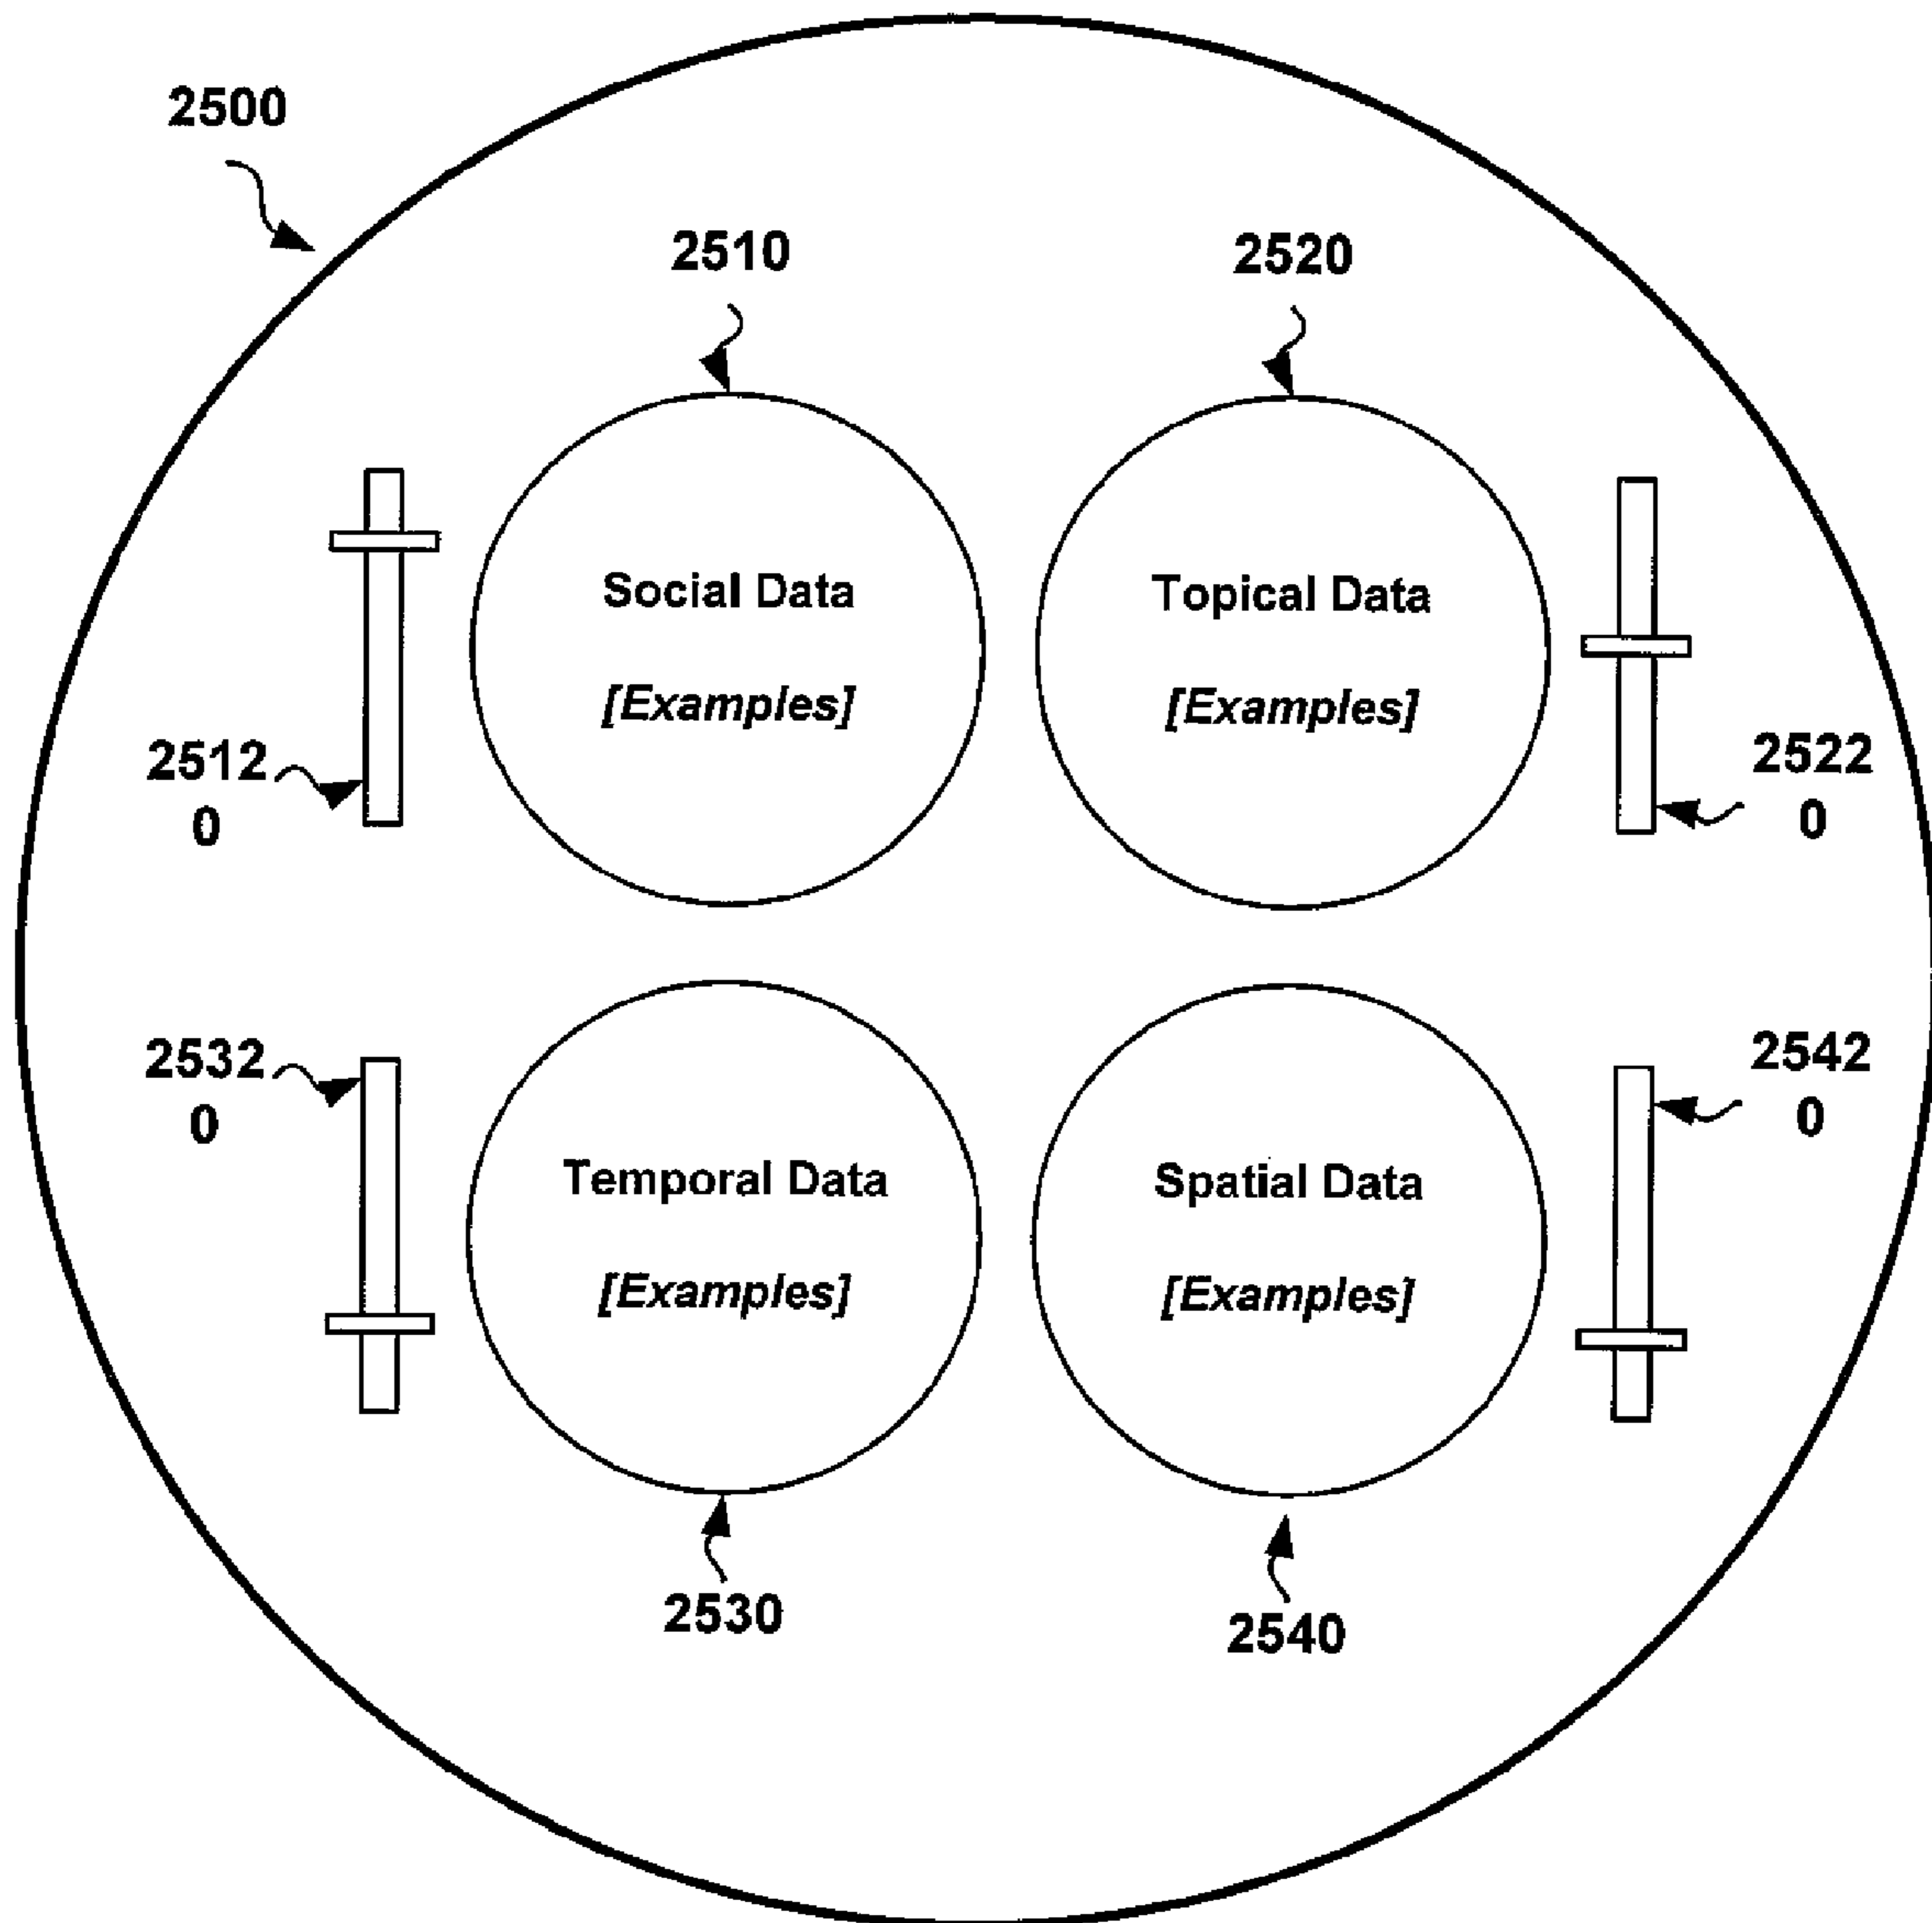 2500
2510
2520
Social Data
[Examples]
Topical Data
[Examples]
2512
0
2522
0
2532
0
2542
0
Temporal Data
[Examples]
Spatial Data
[Examples]
2530
2540